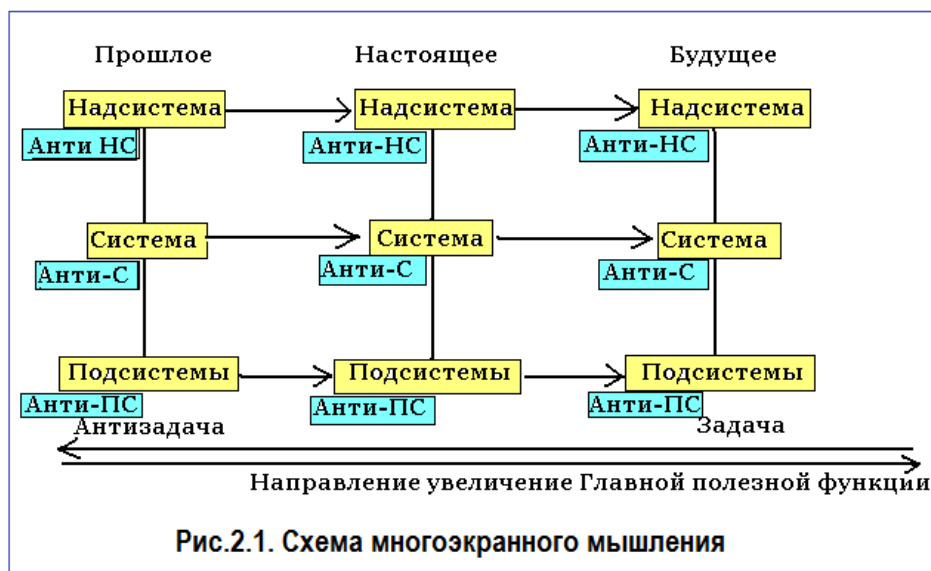 Прошлое Настоящее Будущее
Надсистема Надсистема Надсистема
Анти НС Анти-НС Анти-НС
Система Система Система
Анти-С Анти-С Анти-С
Подсистемы Подсистемы Подсистемы
Анти-ПС Анти-ПС Анти-ПС
Антизадача Задача
Направление увеличение Главной полезной функции
Рис.2.1. Схема многоэкранного мышления